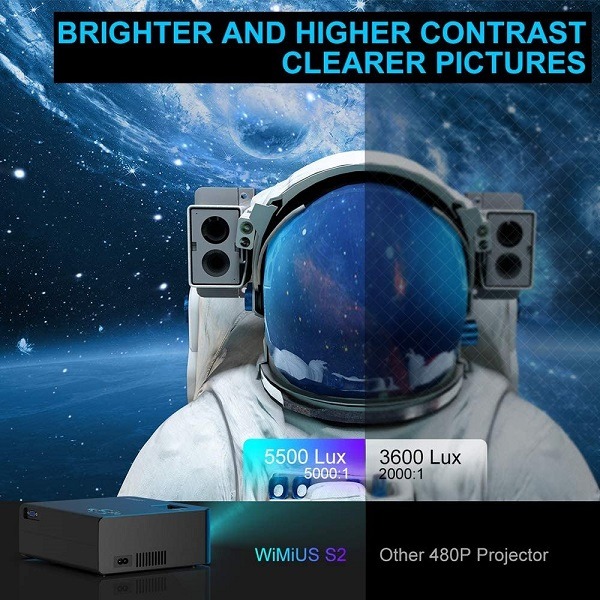 BRIGHTER AND HIGHER CONTRAST
CLEARER PICTURES
5500 Lux
5000:1
3600 Lux
2000:1
WiMiUS S2
Other 480P Projector